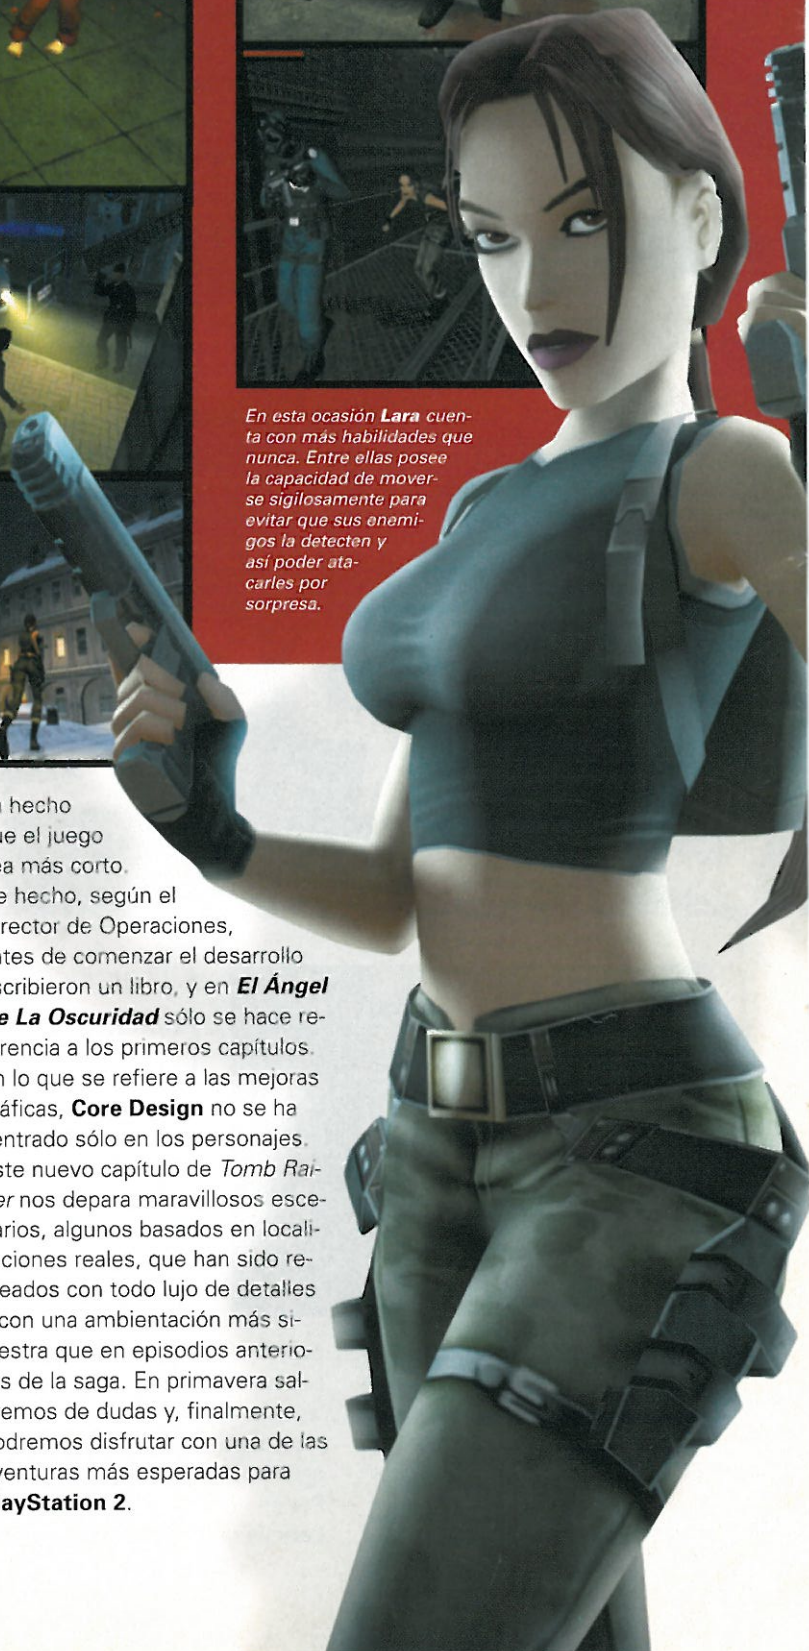 En esta ocasión Lara cuen-
ta con más habilidades que
nunca. Entre ellas posee
la capacidad de mover-
se sigilosamente para
evitar que sus enemi-
gos la detecten y
así poder ata-
carles por
sorpresa.
hecho
ue el juego
ea más corto.
e hecho, según el
rector de Operaciones,
ntes de comenzar el desarrollo
scribieron un libro, y en El Ángel
e La Oscuridad sólo se hace re-
rencia a los primeros capítulos.
n lo que se refiere a las mejoras
áficas, Core Design no se ha
entrado sólo en los personajes.
ste nuevo capítulo de Tomb Rai-
er nos depara maravillosos esce-
arios, algunos basados en locali-
ciones reales, que han sido re-
eados con todo lujo de detalles
con una ambientación más si-
estra que en episodios anterio-
s de la saga. En primavera sal-
emos de dudas y, finalmente,
odremos disfrutar con una de las
venturas más esperadas para
ayStation 2.